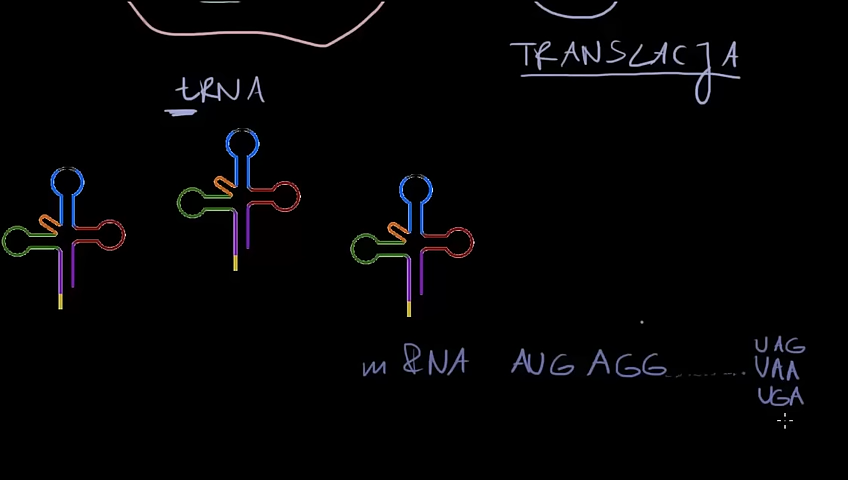 TRANSLACJA
tRNA
mRNA AUG AGG........
UAG
UAA
UGA